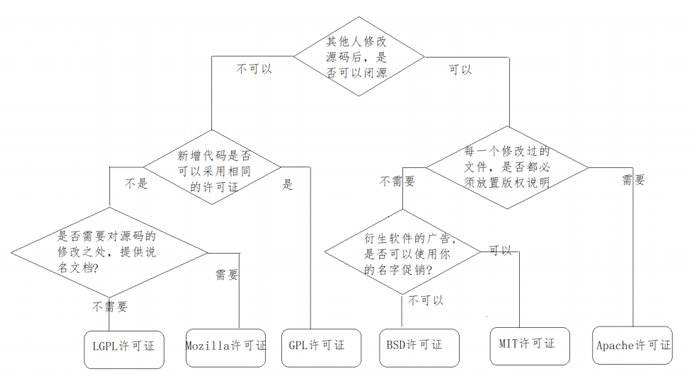 其他人修改
源码后，是
否可以闭源
不可以
可以
新增代码是否
可以采用相同
的许可证
每一个修改过的
文件，是否都必
须放置版权说明
不是
是
不需要
需要
是否需要对源码的
修改之处，提供说
名文档?
衍生软件的广告，
是否可以使用你
的名字促销?
可以
需要
不需要
不可以
LGPL许可证
Mozilla许可证
GPL许可证
BSD许可证
MIT许可证
Apache许可证